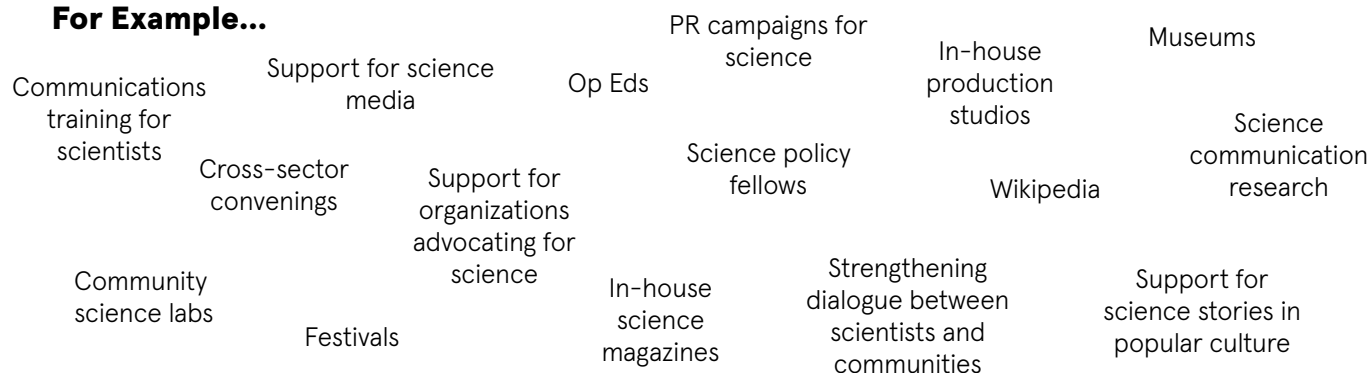 For Example...
Communications
training for
scientists
Support for science
media
Op Eds
PR campaigns for
science
In-house
production
studios
Museums
Cross-sector
convenings
Support for
organizations
advocating for
science
Science policy
fellows
Wikipedia
Science
communication
research
Community
science labs
Festivals
In-house
science
magazines
Strengthening
dialogue between
scientists and
communities
Support for
science stories in
popular culture